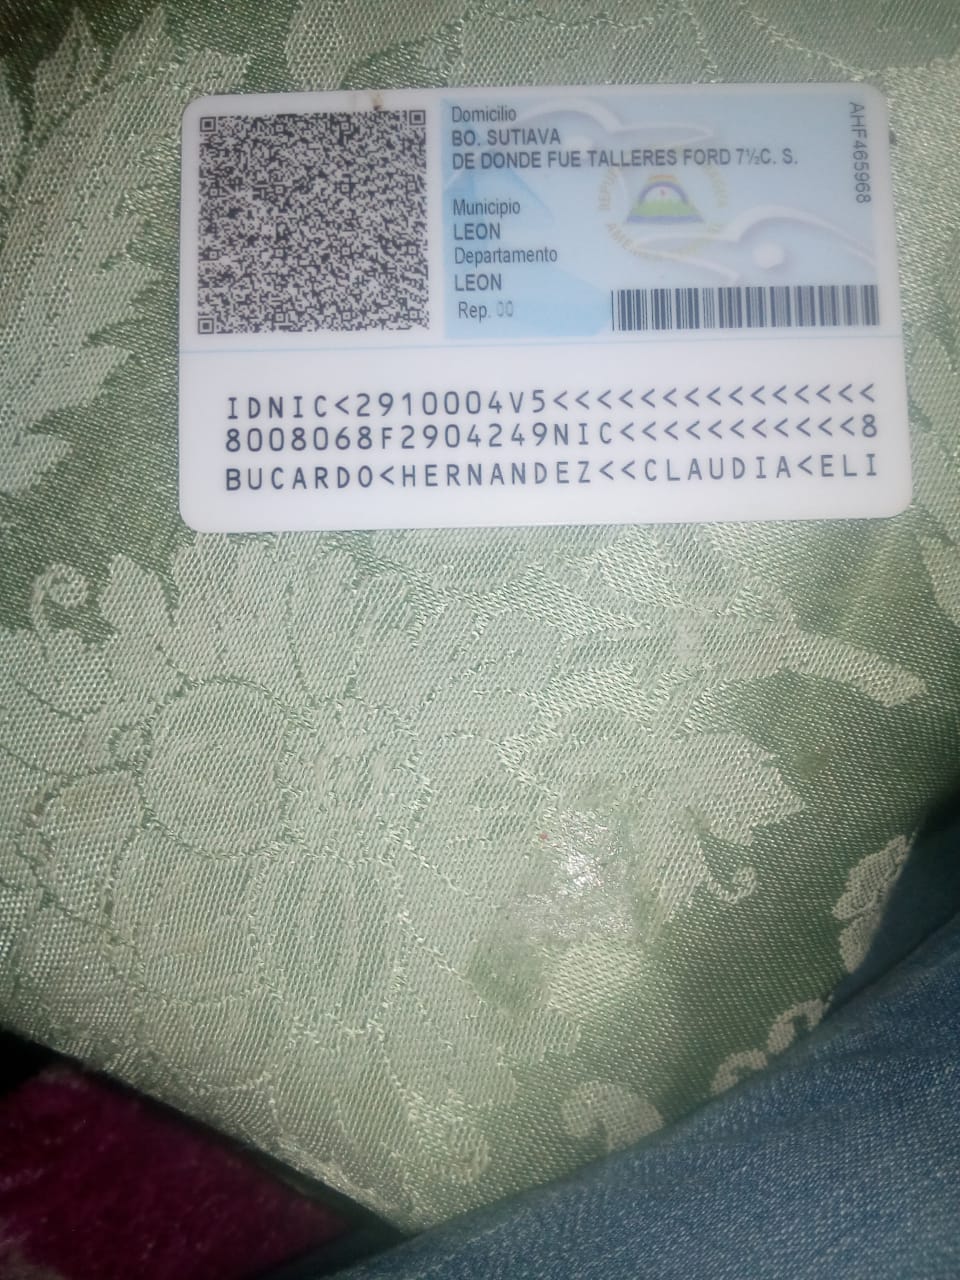 Domicilio
BO. SUTIAVA
DE DONDE FUE TALLERES FORD 7½C. S.
AHF465968
Municipio
LEON
Departamento
LEON
Rep. 00
IDNIC<2910004V5<<<<<<<<<<<<<<<
8008068F2904249NIC<<<<<<<<<<<8
BUCARDO<HERNANDEZ<<CLAUDIA<ELI